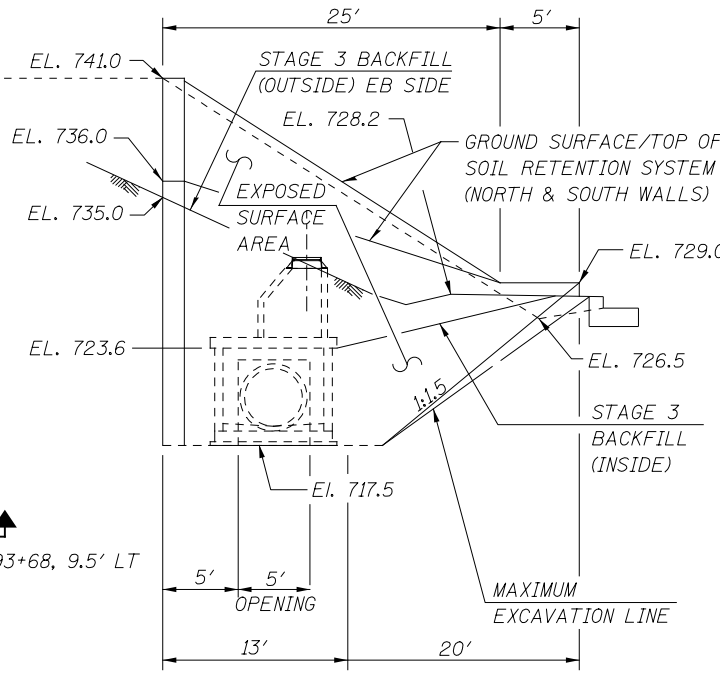 25' 5'
EL. 741.0
STAGE 3 BACKFILL
(OUTSIDE) EB SIDE
EL. 728.2
GROUND SURFACE/TOP OF
SOIL RETENTION SYSTEM
(NORTH & SOUTH WALLS)
EL. 736.0
EXPOSED
SURFACE
AREA
EL. 735.0
EL. 729.0
EL. 723.6
EL. 726.5
1:1.5
STAGE 3
BACKFILL
(INSIDE)
El. 717.5
93+68, 9.5' LT
5' 5'
OPENING
MAXIMUM
EXCAVATION LINE
13' 20'